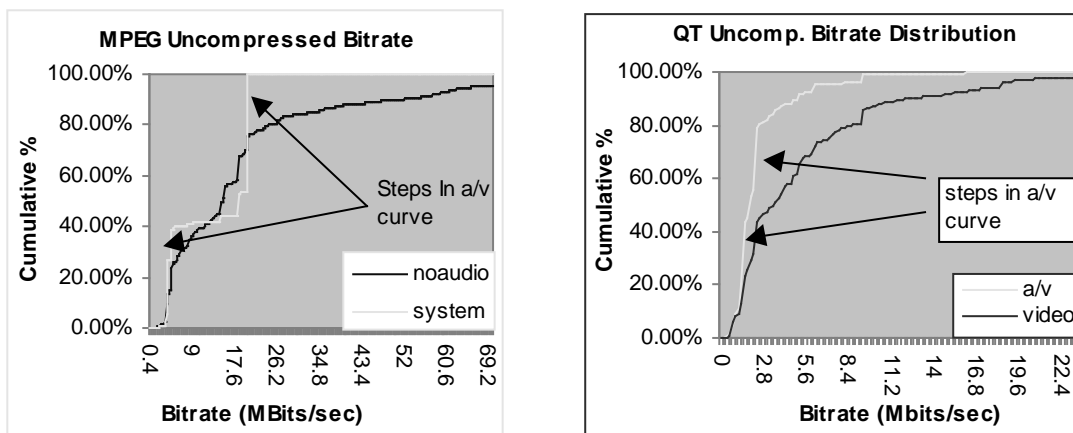 MPEG Uncompressed Bitrate
100.00%
80.00%
60.00%
40.00%
20.00%
0.00%
Cumulative %
Steps In a/v
curve
noaudio
system
0.4
9
17.6
26.2
34.8
43.4
52
60.6
69.2
Bitrate (MBits/sec)
QT Uncomp. Bitrate Distribution
100.00%
80.00%
60.00%
40.00%
20.00%
0.00%
Cumulative %
steps in a/v
curve
a/v
video
0
2.8
5.6
8.4
11.2
14
16.8
19.6
22.4
Bitrate (Mbits/sec)